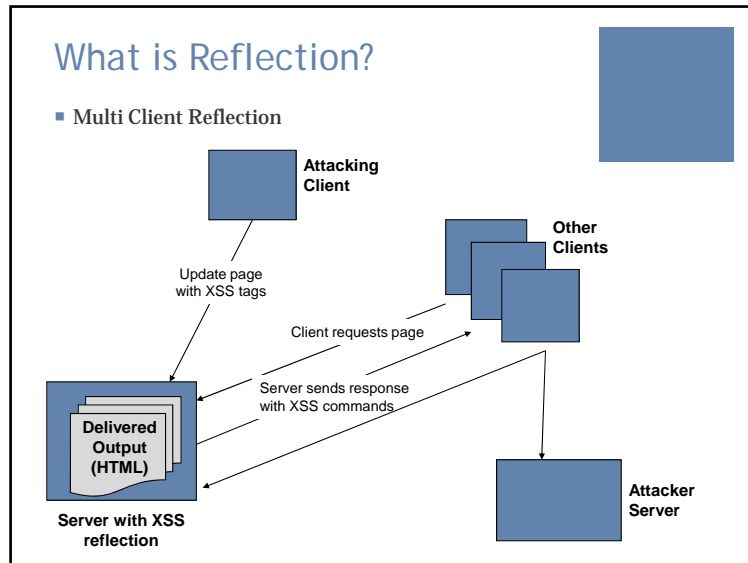 What is Reflection?
Multi Client Reflection
Attacking
Client
Other
Clients
Update page
with XSS tags
Client requests page
Server sends response
with XSS commands
Delivered
Output
(HTML)
Server with XSS
reflection
Attacker
Server